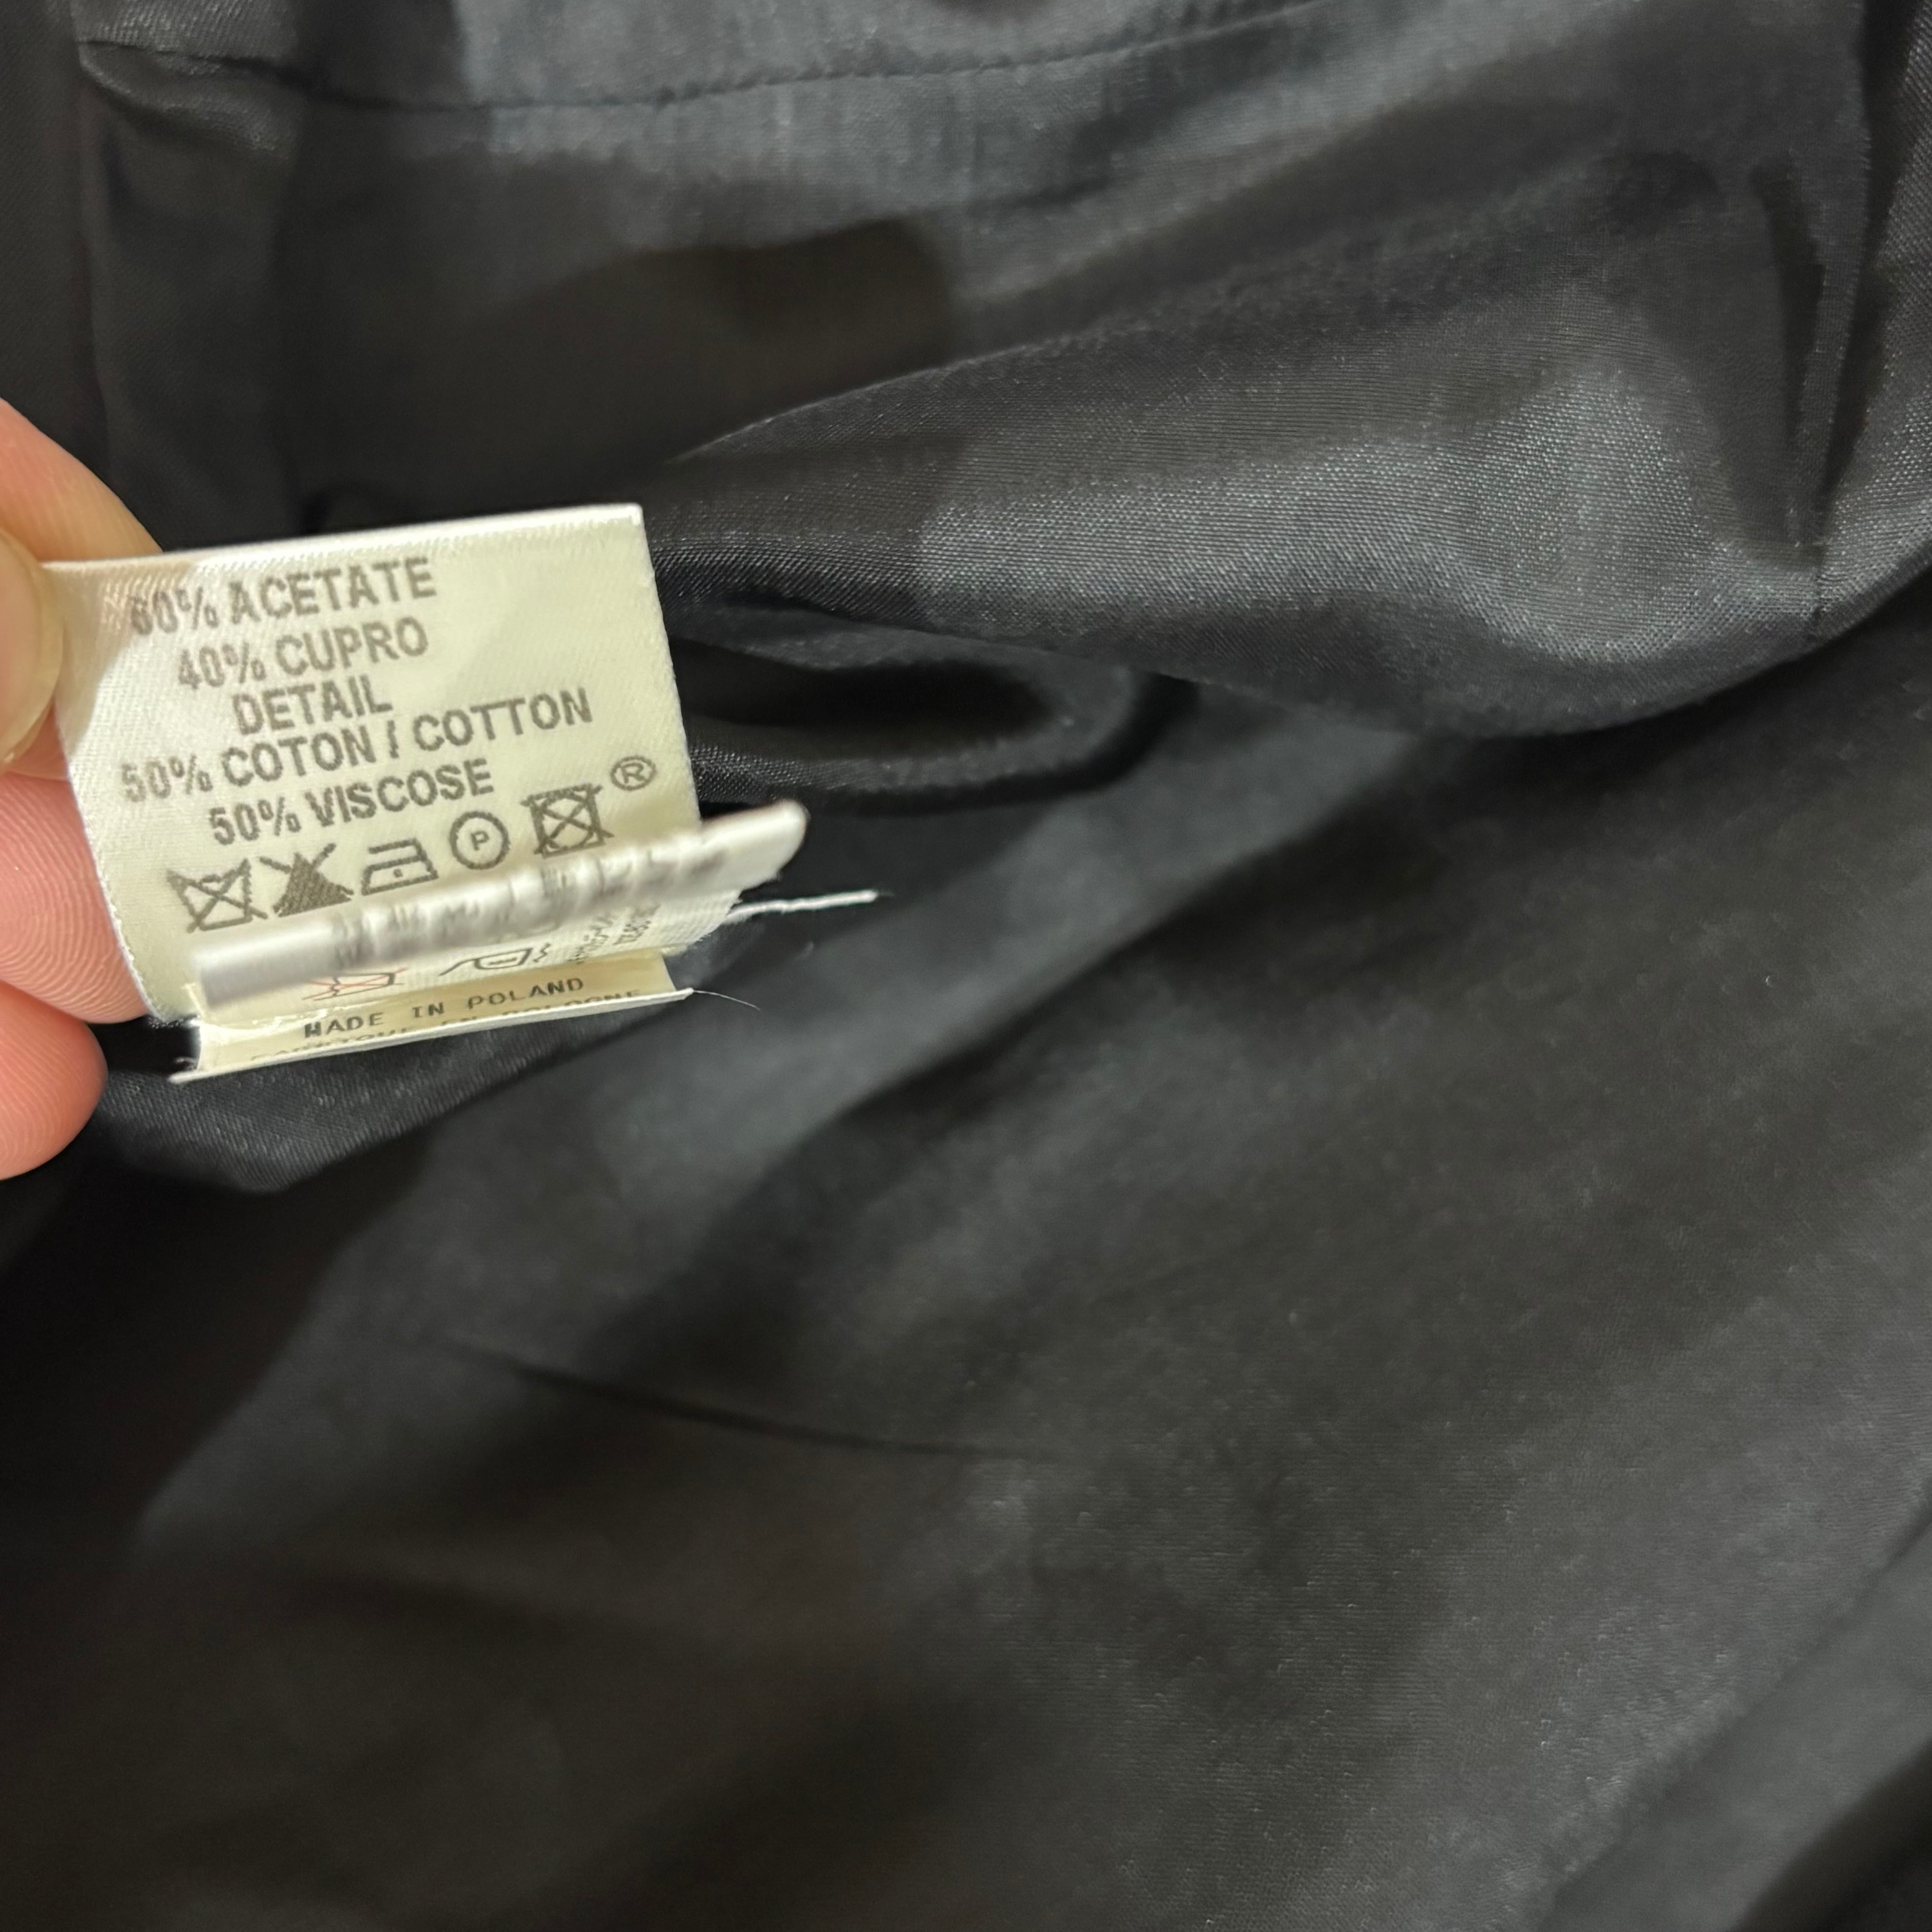 60% ACETATE
40% CUPRO
DETAIL
50% COTON / COTTON
50% VISCOSE
®
P
MADE IN POLAND